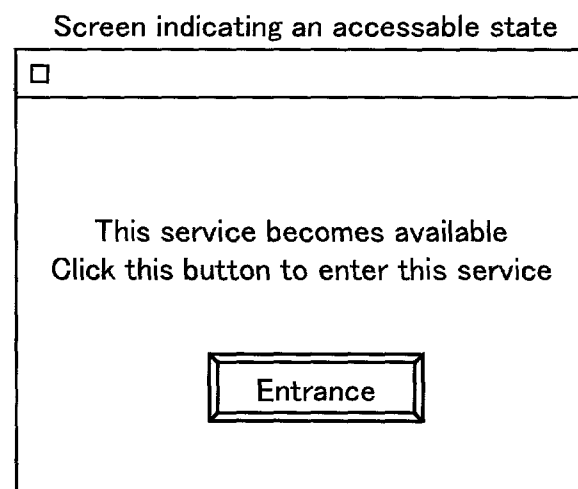 Screen indicating an accessable state
This service becomes available
Click this button to enter this service
Entrance